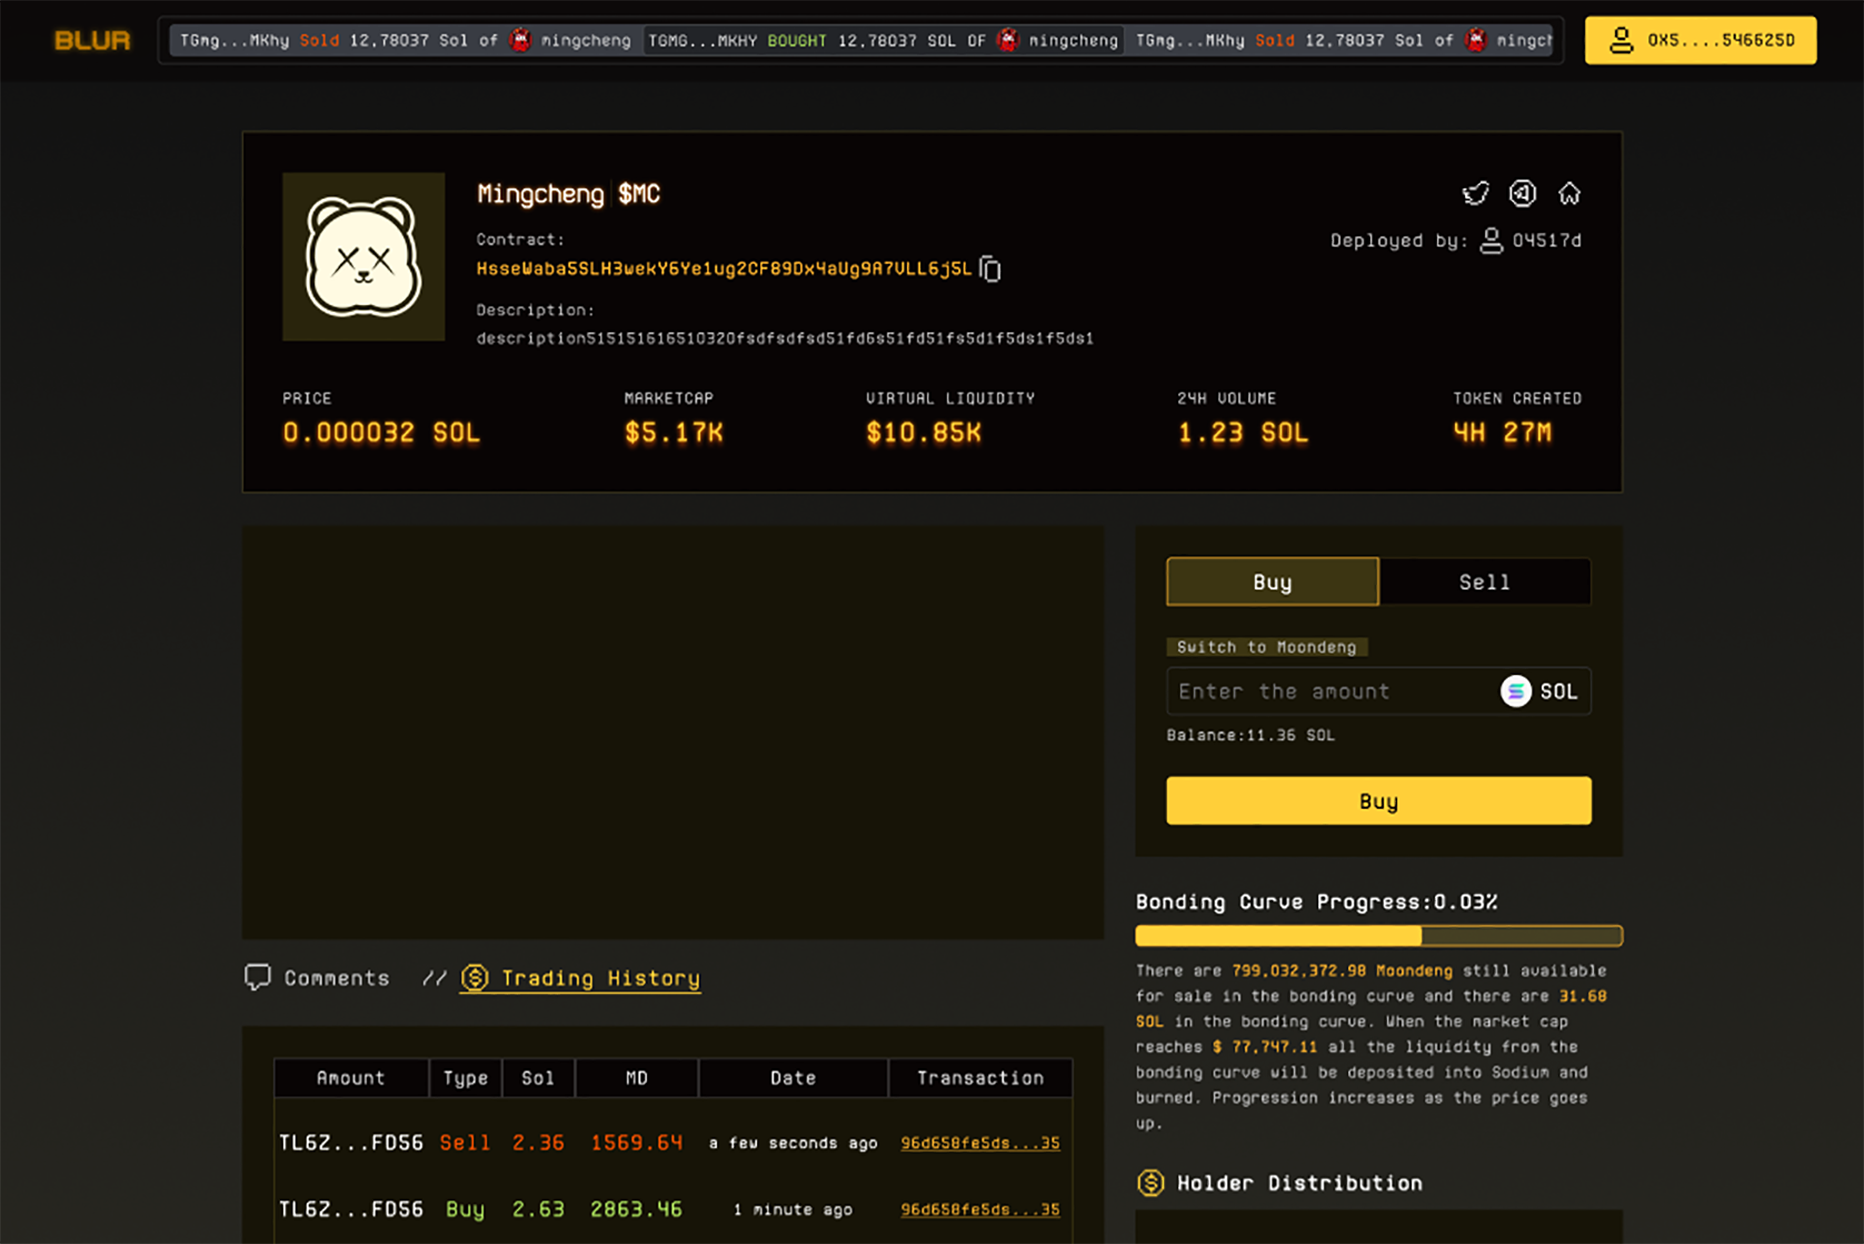 BLUR
TGmg...MKhy Sold 12,78037 Sol of mingcheng TGMG...MKHY BOUGHT 12,78037 SOL OF mingcheng TGmg...MKhy Sold 12,78037 Sol of mingch
0X5....546625D
Mingcheng $MC
Contract:
HsseWaba5SLH3wekY6Ye1ug2CF89Dx4aUg9A7VLL6j5L
Deployed by: 04517d
Description:
description515151616510320fsdfsdfsd51fd6s51fd51fs5d1f5ds1f5ds1
PRICE
0.000032 SOL
MARKETCAP
$5.17K
VIRTUAL LIQUIDITY
$10.85K
24H VOLUME
1.23 SOL
TOKEN CREATED
4H 27M
Buy
Sell
Switch to Moondeng
Enter the amount
SOL
Balance:11.36 SOL
Buy
Bonding Curve Progress:0.03%
There are 799,032,372.98 Moondeng still available
for sale in the bonding curve and there are 31.68
SOL in the bonding curve. When the market cap
reaches $ 77,747.11 all the liquidity from the
bonding curve will be deposited into Sodium and
burned. Progression increases as the price goes
up.
Holder Distribution
Comments // Trading History
Amount Type Sol MD Date Transaction
TL6Z...FD56 Sell 2.36 1569.64 a few seconds ago 96d658fe5ds...35
TL6Z...FD56 Buy 2.63 2863.46 1 minute ago 96d658fe5ds...35